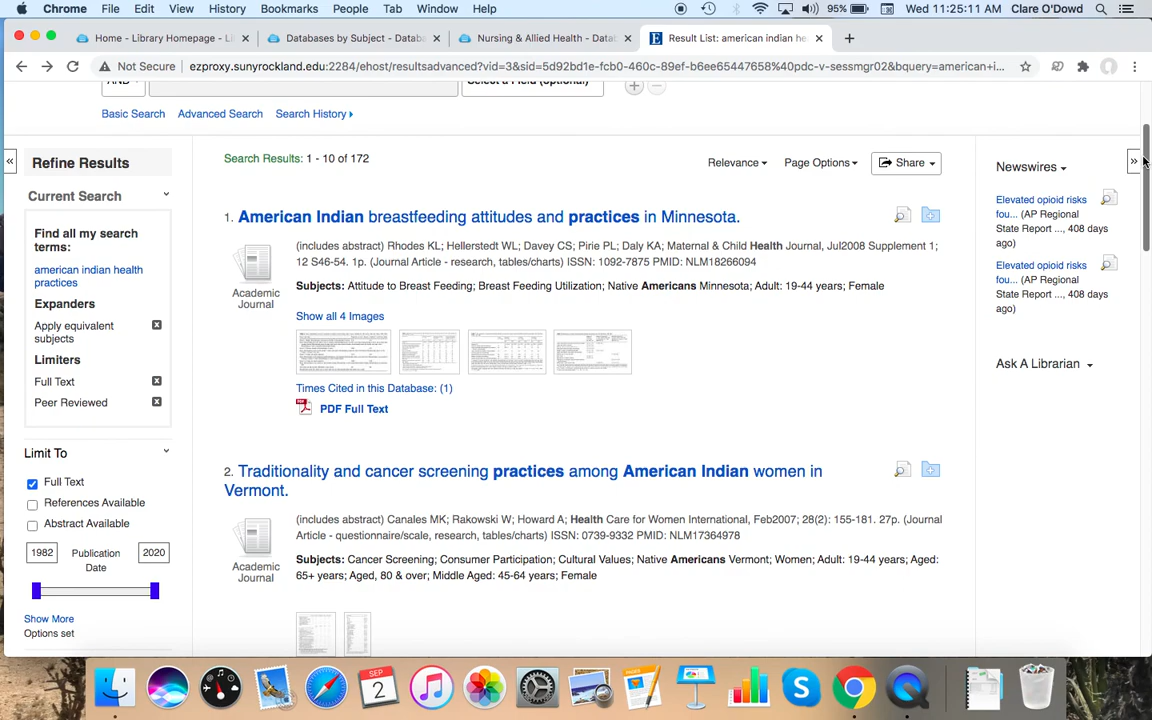 Chrome File Edit View History Bookmarks People Tab Window Help 95% Wed 11:25:11 AM Clare O'Dowd
Home - Library Homepage - Li
Databases by Subject - Databa
Nursing & Allied Health - Data
Result List: american indian he
Not Secure ezproxy.sunyrockland.edu:2284/ehost/resultsadvanced?vid=3&sid=5d92bd1e-fcb0-460c-89ef-b6ee65447658%40pdc-v-sessmgr02&bquery=american+i...
AND Select a Field (optional)
Basic Search Advanced Search Search History
Refine Results
Current Search
Find all my search
terms:
american indian health
practices
Expanders
Apply equivalent
subjects
Limiters
Full Text
Peer Reviewed
Limit To
Full Text
References Available
Abstract Available
1982 Publication Date 2020
Show More
Options set
Search Results: 1 - 10 of 172
Relevance Page Options Share
1. American Indian breastfeeding attitudes and practices in Minnesota.
(includes abstract) Rhodes KL; Hellerstedt WL; Davey CS; Pirie PL; Daly KA; Maternal & Child Health Journal, Jul2008 Supplement 1;
12 S46-54. 1p. (Journal Article - research, tables/charts) ISSN: 1092-7875 PMID: NLM18266094
Academic
Journal
Subjects: Attitude to Breast Feeding; Breast Feeding Utilization; Native Americans Minnesota; Adult: 19-44 years; Female
Show all 4 Images
Times Cited in this Database: (1)
PDF Full Text
2. Traditionality and cancer screening practices among American Indian women in
Vermont.
(includes abstract) Canales MK; Rakowski W; Howard A; Health Care for Women International, Feb2007; 28(2): 155-181. 27p. (Journal
Article - questionnaire/scale, research, tables/charts) ISSN: 0739-9332 PMID: NLM17364978
Academic
Journal
Subjects: Cancer Screening; Consumer Participation; Cultural Values; Native Americans Vermont; Women; Adult: 19-44 years; Aged:
65+ years; Aged, 80 & over; Middle Aged: 45-64 years; Female
Newswires
Elevated opioid risks
fou... (AP Regional
State Report ..., 408 days
ago)
Elevated opioid risks
fou... (AP Regional
State Report ..., 408 days
ago)
Ask A Librarian
SEP
2